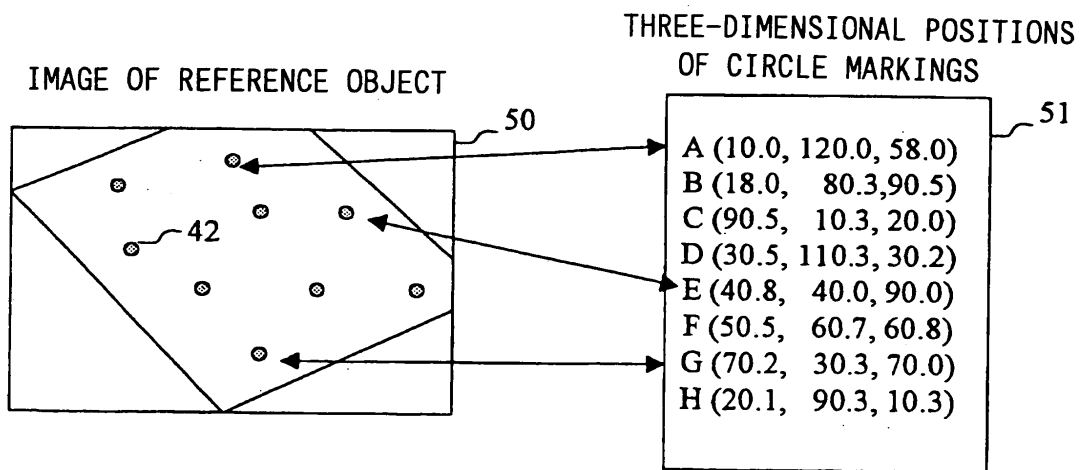 THREE-DIMENSIONAL POSITIONS
OF CIRCLE MARKINGS
IMAGE OF REFERENCE OBJECT
50
51
42
A (10.0, 120.0, 58.0)
B (18.0, 80.3,90.5)
C (90.5, 10.3, 20.0)
D (30.5, 110.3, 30.2)
E (40.8, 40.0, 90.0)
F (50.5, 60.7, 60.8)
G (70.2, 30.3, 70.0)
H (20.1, 90.3, 10.3)